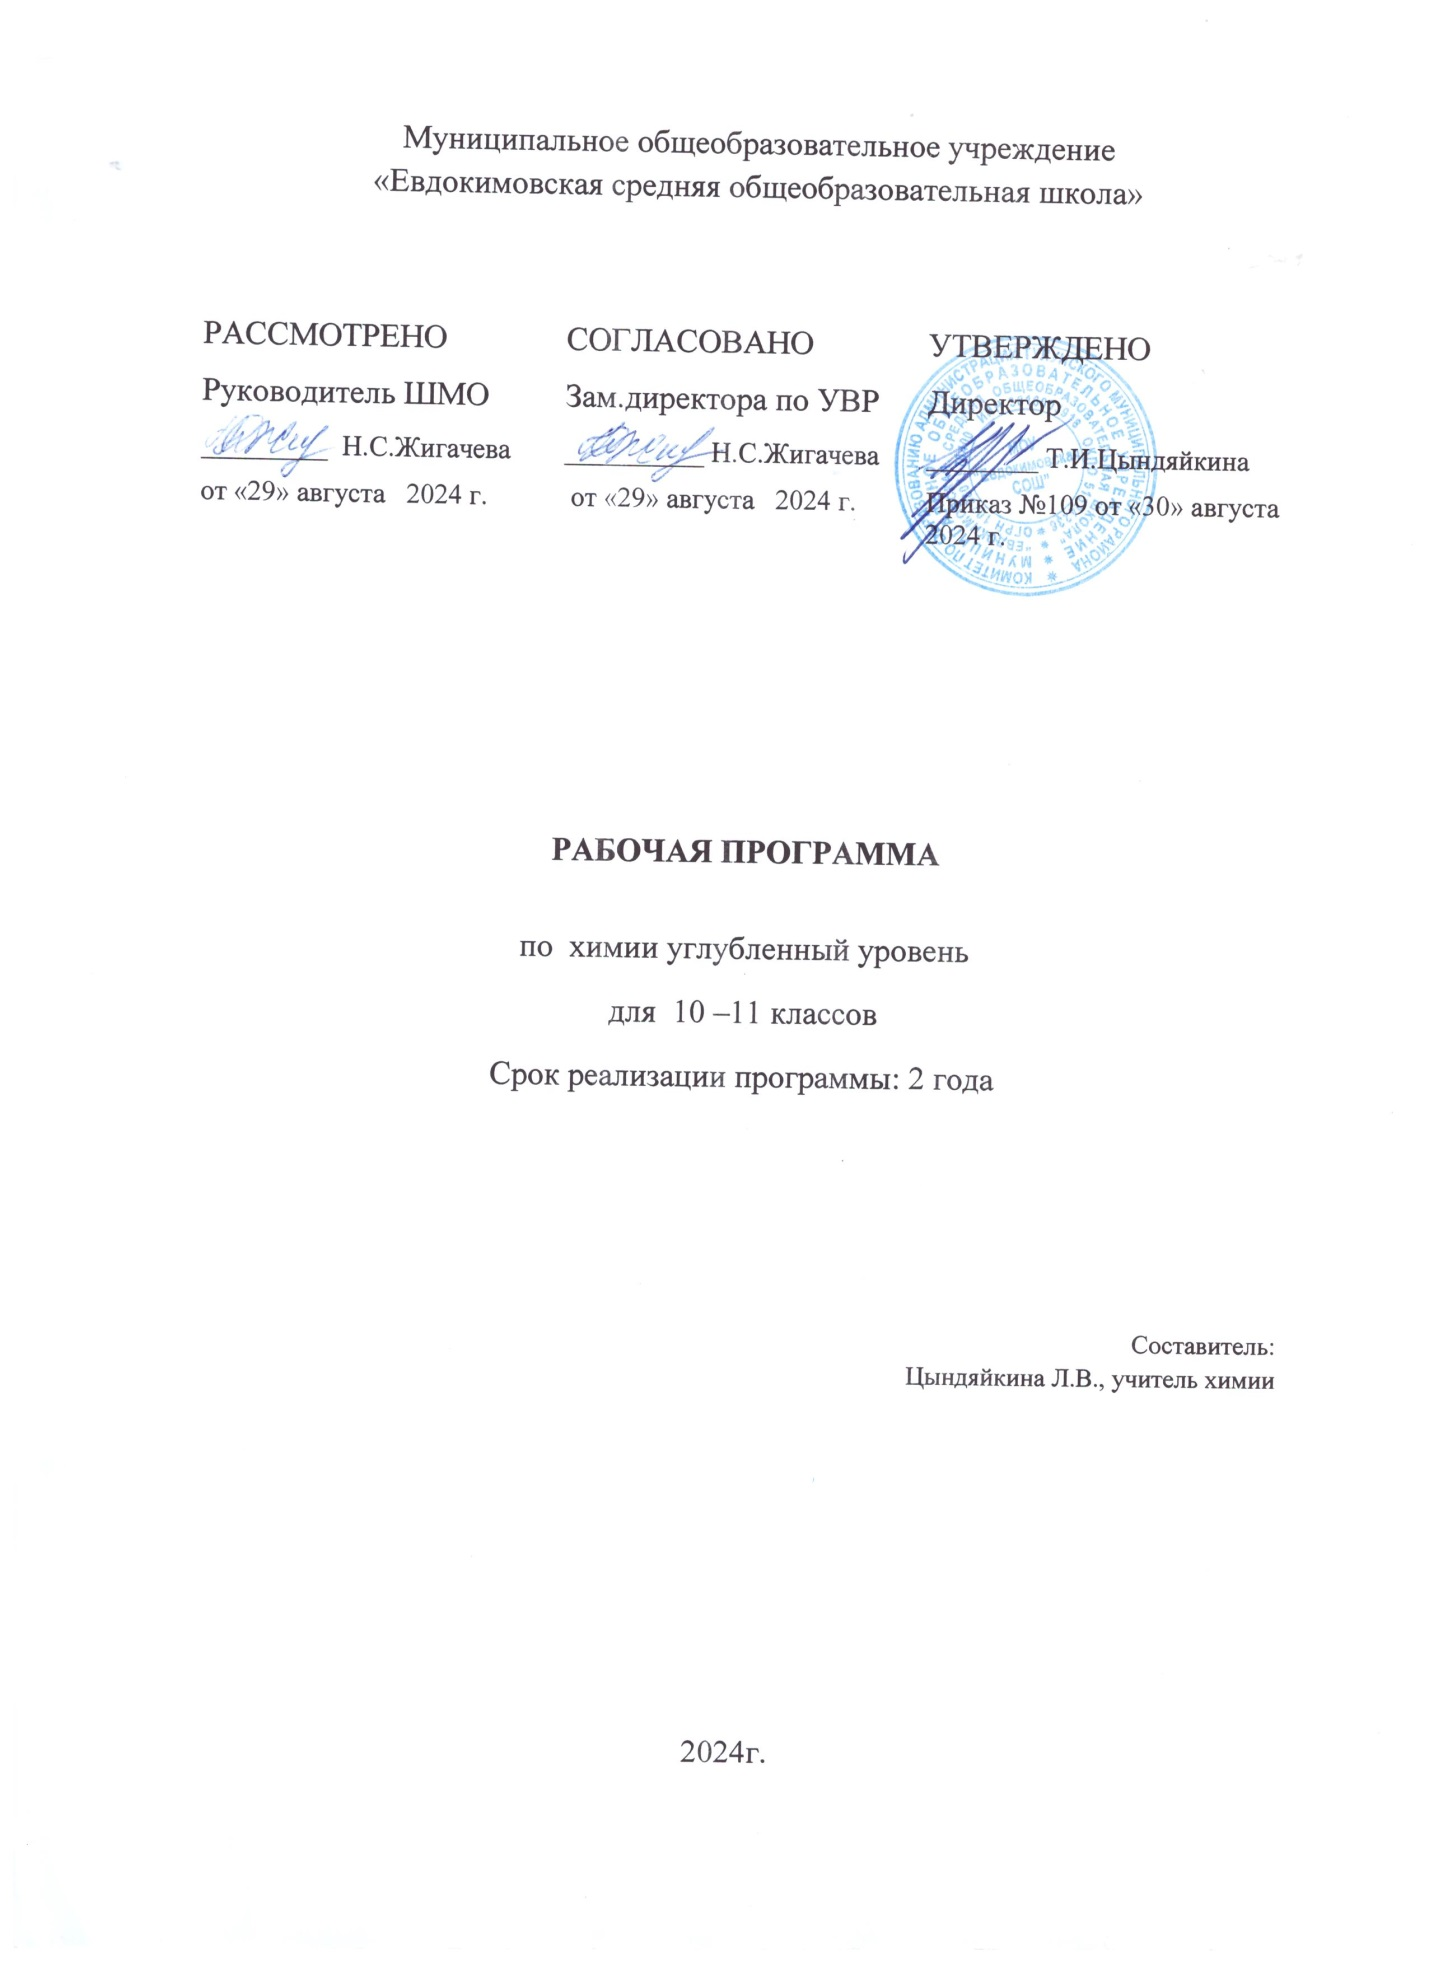 Муниципальное общеобразовательное учреждение
«Евдокимовская средняя общеобразовательная школа»
РАССМОТРЕНО
Руководитель ШМО
Н.С.Жигачева
от «29» августа 2024 г.
СОГЛАСОВАНО
Зам.директора по УВР
Н.С.Жигачева
от «29» августа 2024 г.
УТВЕРЖДЕНО
Директор
Т.И.Цындяйкина
Приказ №109 от «30» августа
2024 г.
СОШ"
РАБОЧАЯ ПРОГРАММА
по химии углубленный уровень
для 10 –11 классов
Срок реализации программы: 2 года
Составитель:
Цындяйкина Л.В., учитель химии
2024г.